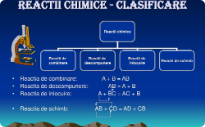 REACTII CHIMICE - CLASIFICARE
Reactii chimice
Reactii de combinare
Reactii de descompunere
Reactii de inlocuire
Reactii de schimb
• Reactia de combinare: A + B = AB
• Reactia de descompunere: AB = A + B
• Reactia de inlocuire: A + BC = AC + B
• Reactia de schimb: AB + CD = AD + CB